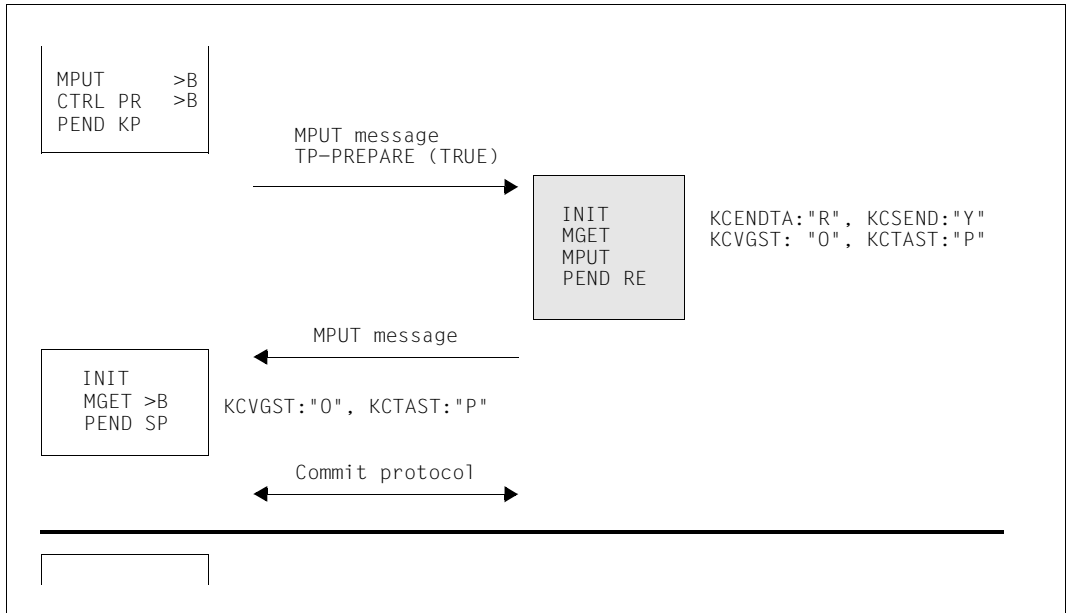 MPUT >B
CTRL PR >B
PEND KP
MPUT message
TP-PREPARE (TRUE)
INIT
MGET
MPUT
PEND RE
KCENDTA:"R", KCSEND:"Y"
KCVGST: "O", KCTAST:"P"
MPUT message
INIT
MGET >B
PEND SP
KCVGST:"O", KCTAST:"P"
Commit protocol